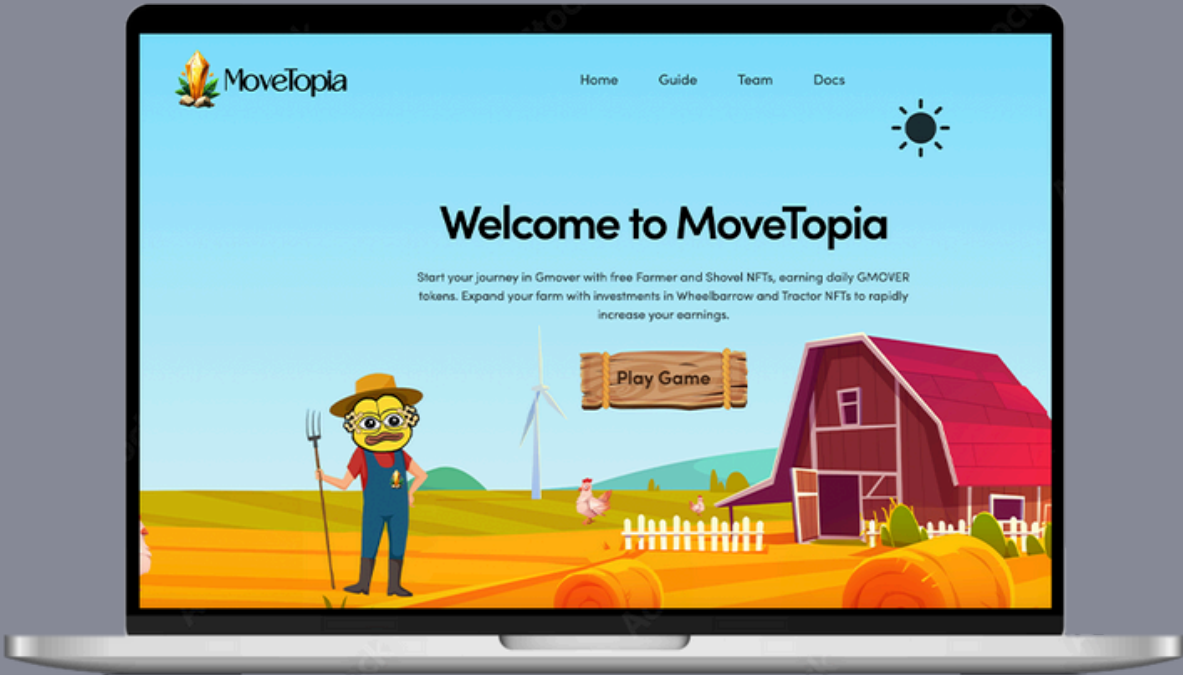 MoveTopia
Home
Guide
Team
Docs
Welcome to MoveTopia
Start your journey in Gmover with free Farmer and Shovel NFTs, earning daily GMOVER
tokens. Expand your farm with investments in Wheelbarrow and Tractor NFTs to rapidly
increase your earnings.
Play Game